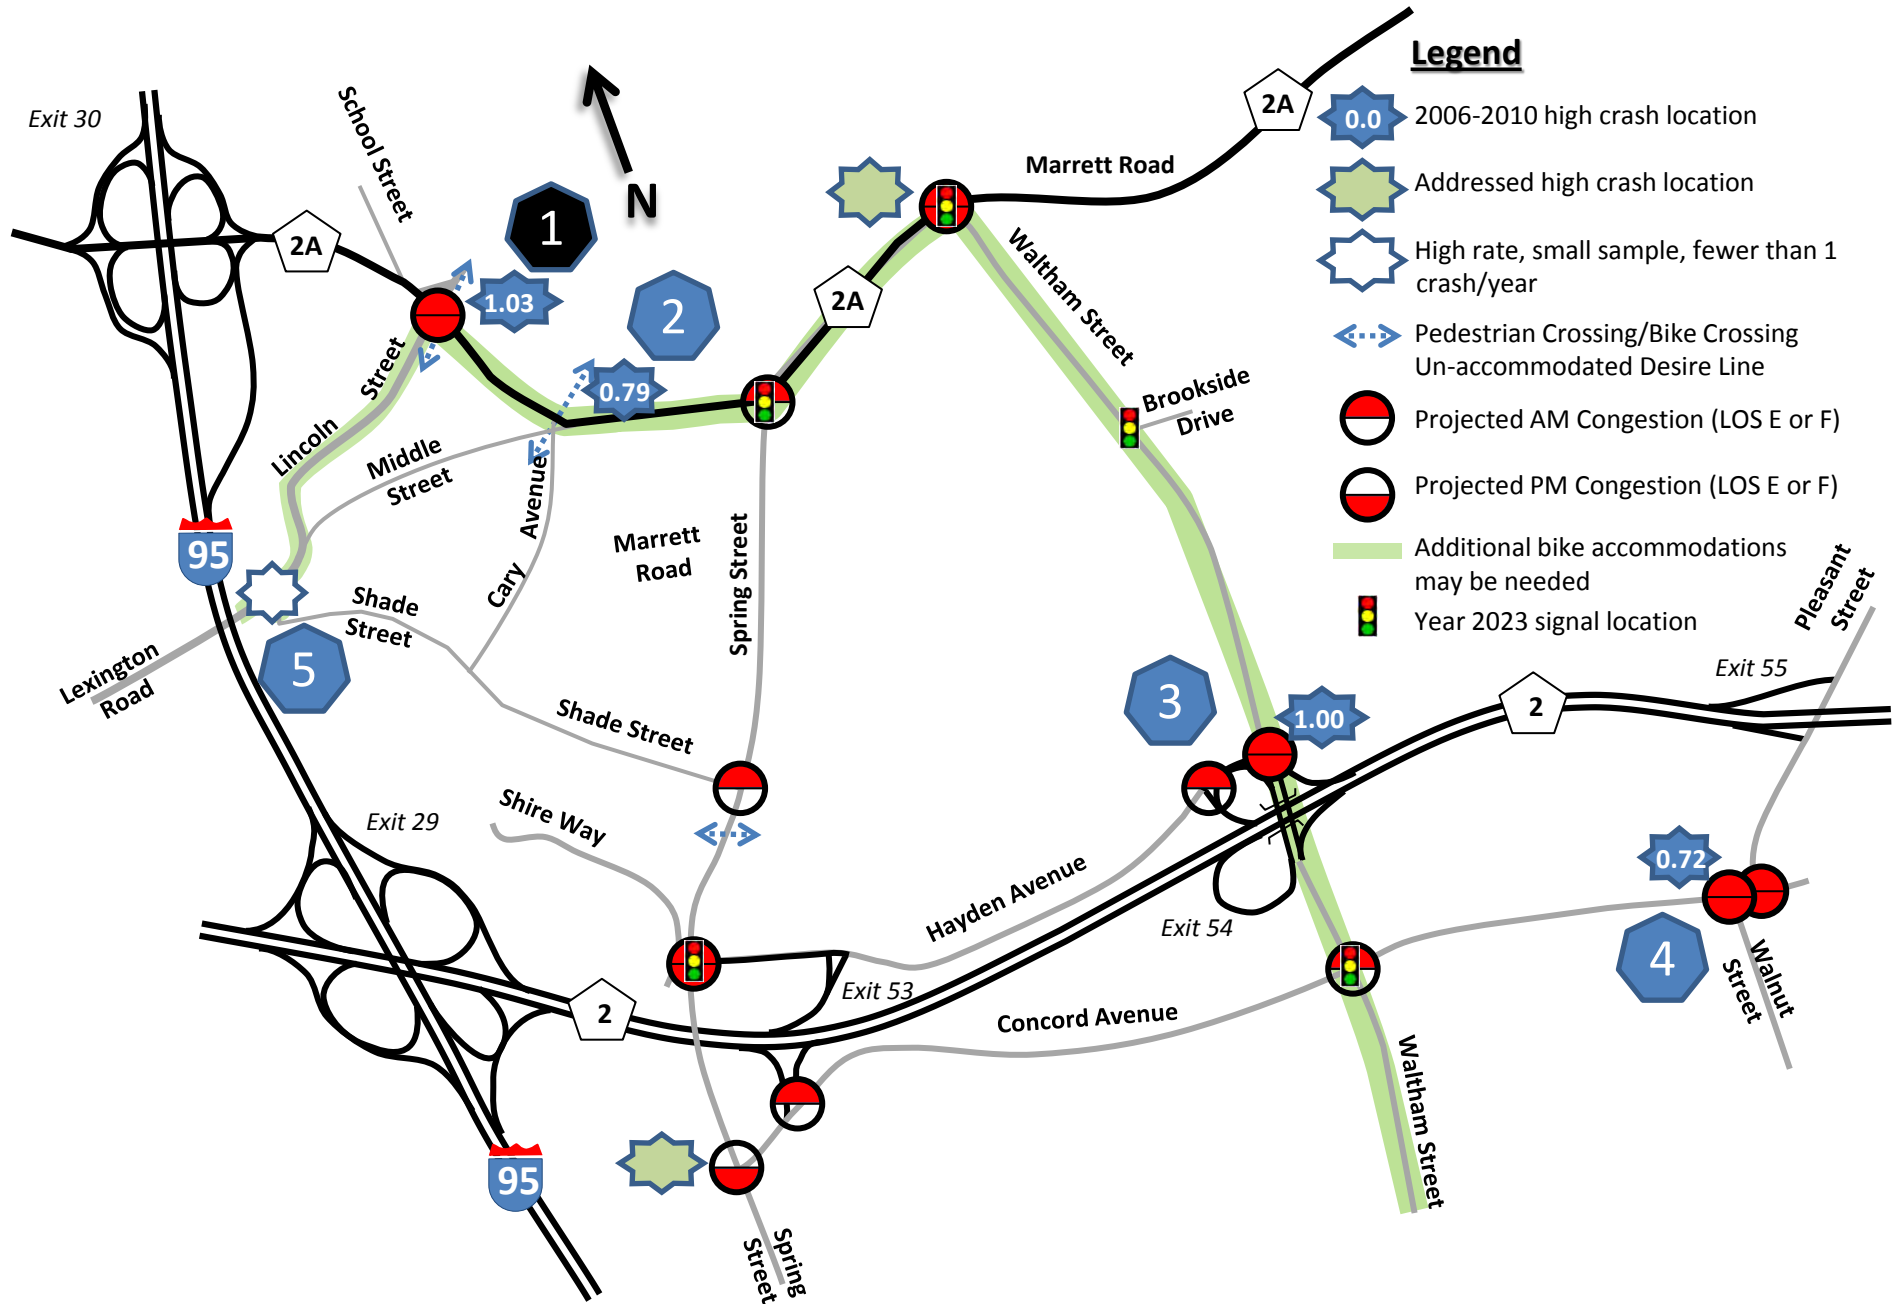 Legend
0.0
2006-2010 high crash location
Addressed high crash location
High rate, small sample, fewer than 1
crash/year
Pedestrian Crossing/Bike Crossing
Un-accommodated Desire Line
Projected AM Congestion (LOS E or F)
Projected PM Congestion (LOS E or F)
Additional bike accommodations
may be needed
Year 2023 signal location
Exit 30
School Street
N
2A
2A
2A
Marrett Road
1
1.03
2
0.79
Lincoln
Street
Middle
Street
Cary
Avenue
Marrett
Road
Spring Street
Waltham Street
Brookside
Drive
95
Shade
Street
5
Lexington
Road
Shade Street
Shire Way
Exit 29
3
1.00
2
Exit 55
Pleasant
Street
Hayden Avenue
Exit 54
0.72
4
Walnut
Street
2
Exit 53
Concord Avenue
Waltham Street
95
Spring
Street